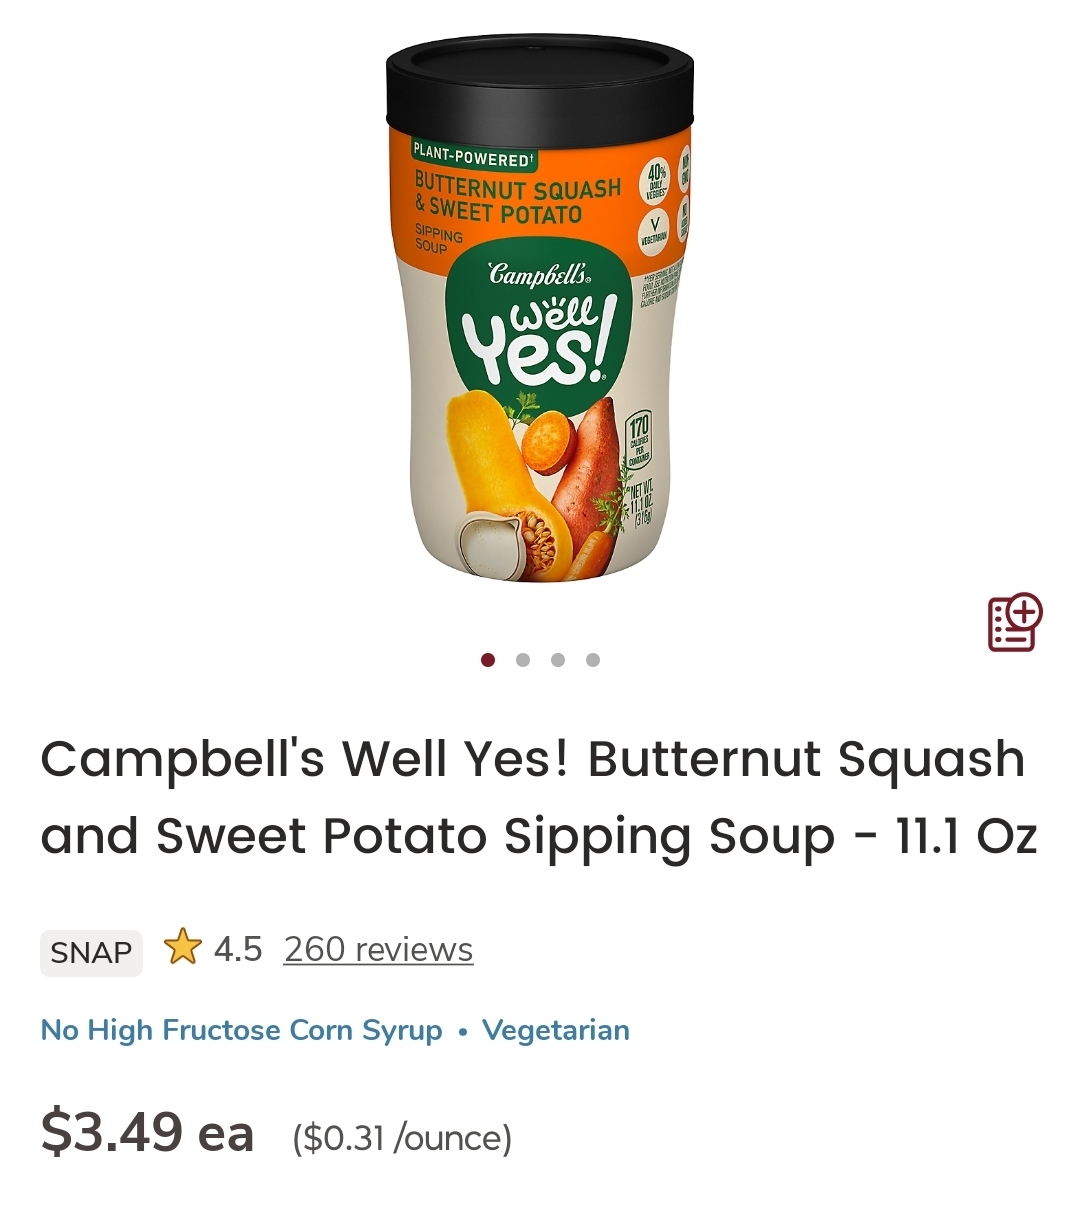 PLANT-POWERED†
BUTTERNUT SQUASH
& SWEET POTATO
SIPPING
SOUP
40%
DAILY
VEGGIES
V
VEGETARIAN
Campbell's®
Well
Yes!®
170
CALORIES
PER
CONTAINER
NET WT.
11.1 OZ.
Campbell's Well Yes! Butternut Squash
and Sweet Potato Sipping Soup - 11.1 Oz
SNAP 4.5 260 reviews
No High Fructose Corn Syrup • Vegetarian
$3.49 ea ($0.31 /ounce)